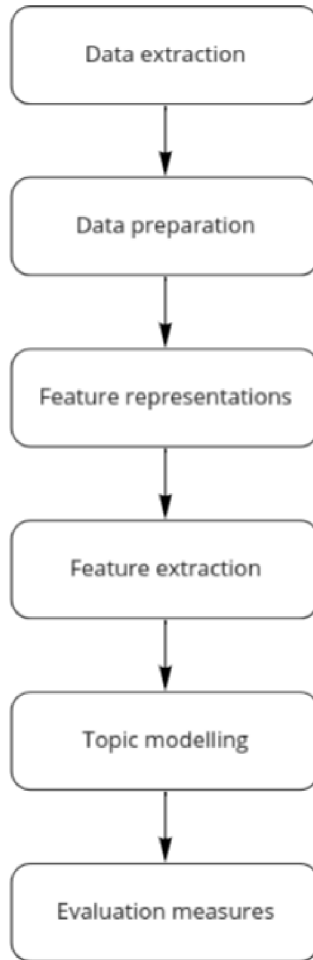 Data extraction
Data preparation
Feature representations
Feature extraction
Topic modelling
Evaluation measures